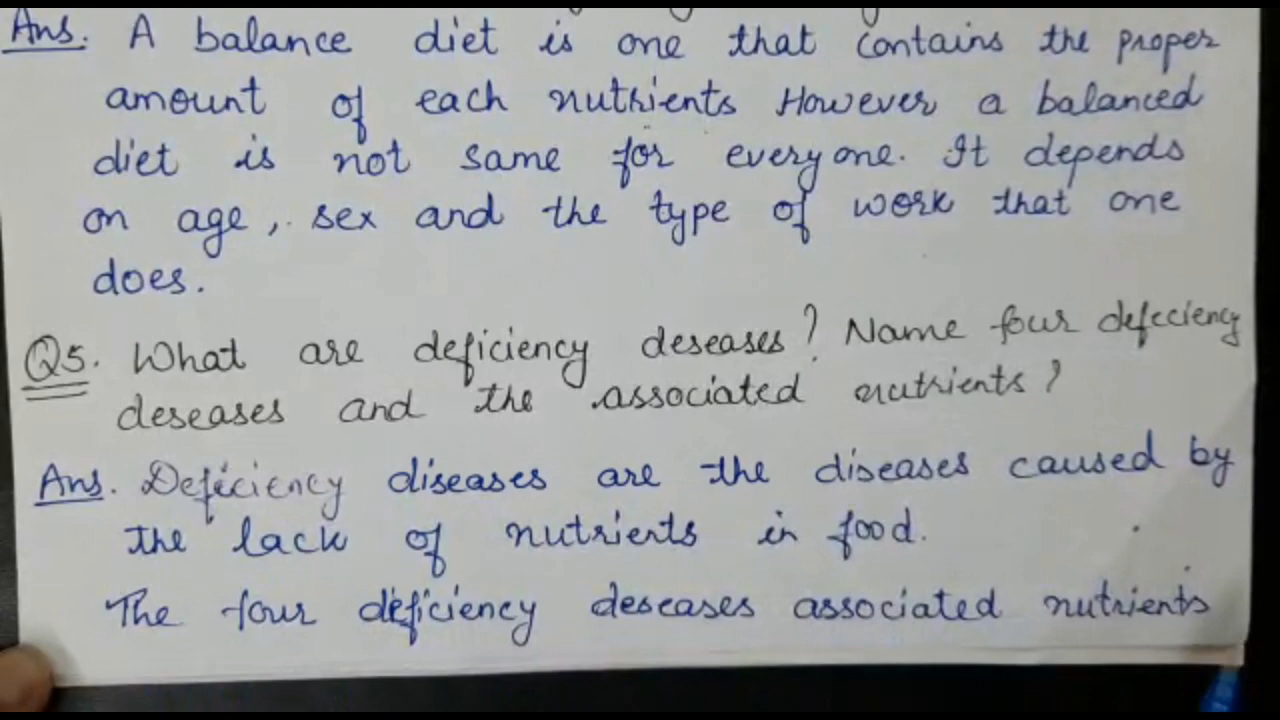 Ans. A balance diet is one that contains the proper
amount of each nutrients However a balanced
diet is not same for everyone. It depends
on age, sex and the type of work that one
does.
Q5. What are deficiency deseases? Name four defeciency
deseases and the associated nutrients?
Ans. Deficiency diseases are the diseases caused by
the lack of nutrients in food.
The four deficiency deseases associated nutrients